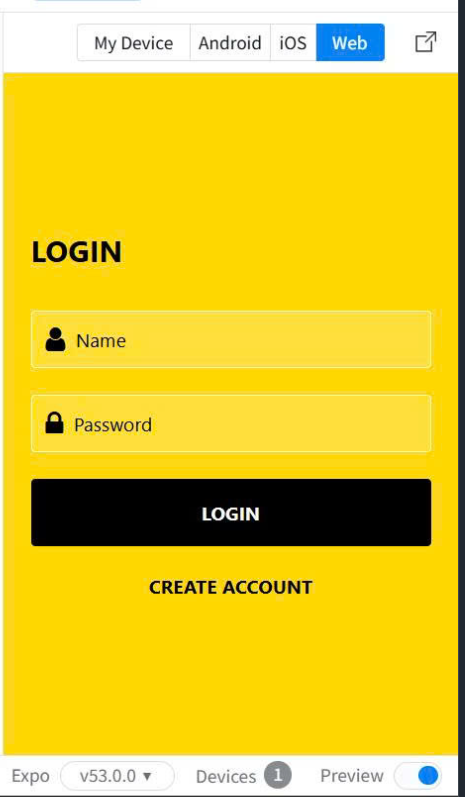 My Device Android iOS Web
LOGIN
Name
Password
LOGIN
CREATE ACCOUNT
Expo v53.0.0 ▼ Devices 1 Preview